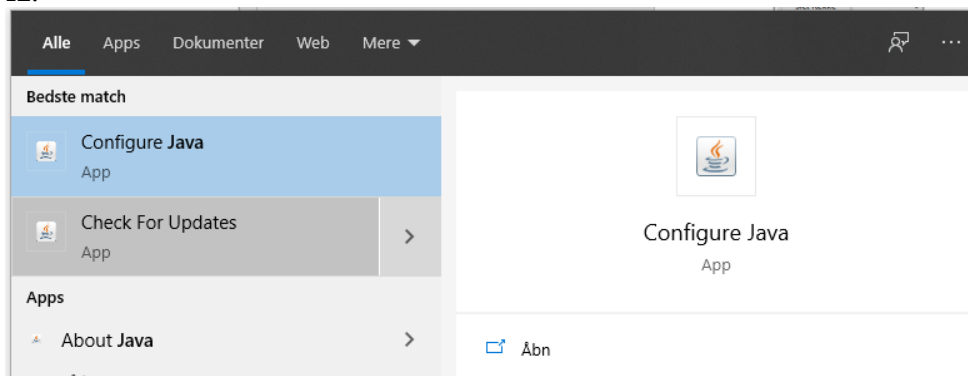 Alle Apps Dokumenter Web Mere
Bedste match
Configure Java
App
Check For Updates
App
Apps
About Java
Configure Java
App
Åbn